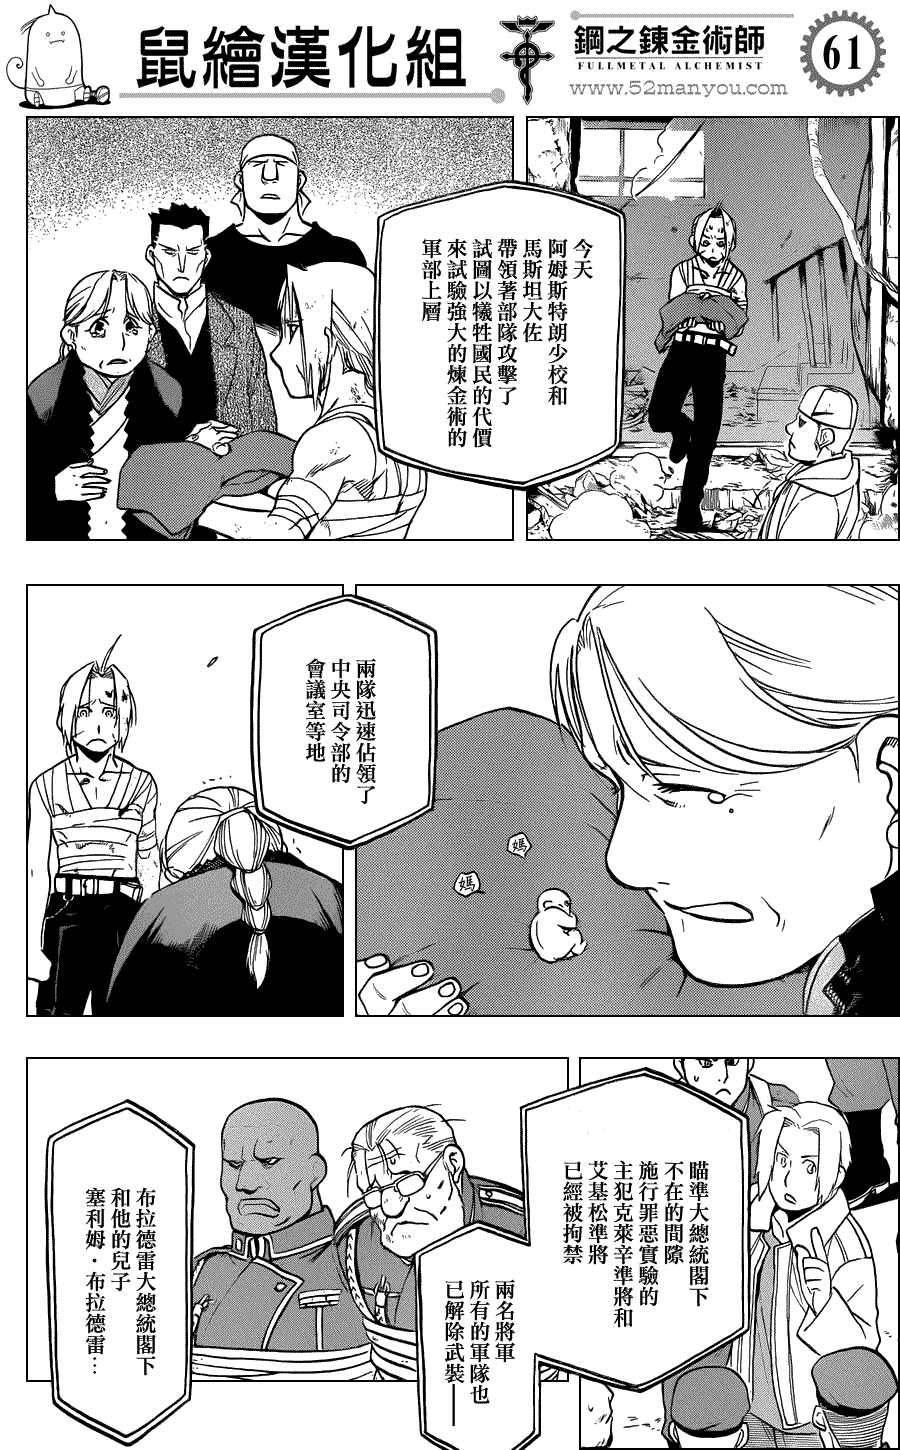 鼠繪漢化組
鋼之鍊金術師
FULLMETAL ALCHEMIST
www.52manyou.com
61
今天
阿姆斯特朗少校和
馬斯坦大佐
帶領著部隊攻擊了
試圖以犧牲國民的代價
來試驗強大的煉金術的
軍部上層
媽
媽
兩隊迅速佔領了
中央司令部的
會議室等地
瞄準大總統閣下
不在的間隙
施行罪惡實驗的
主犯克萊辛準將和
艾基松準將
已經被拘禁
兩名將軍
所有的軍隊也
已解除武裝——
布拉德雷大總統閣下
和他的兒子
塞利姆·布拉德雷…